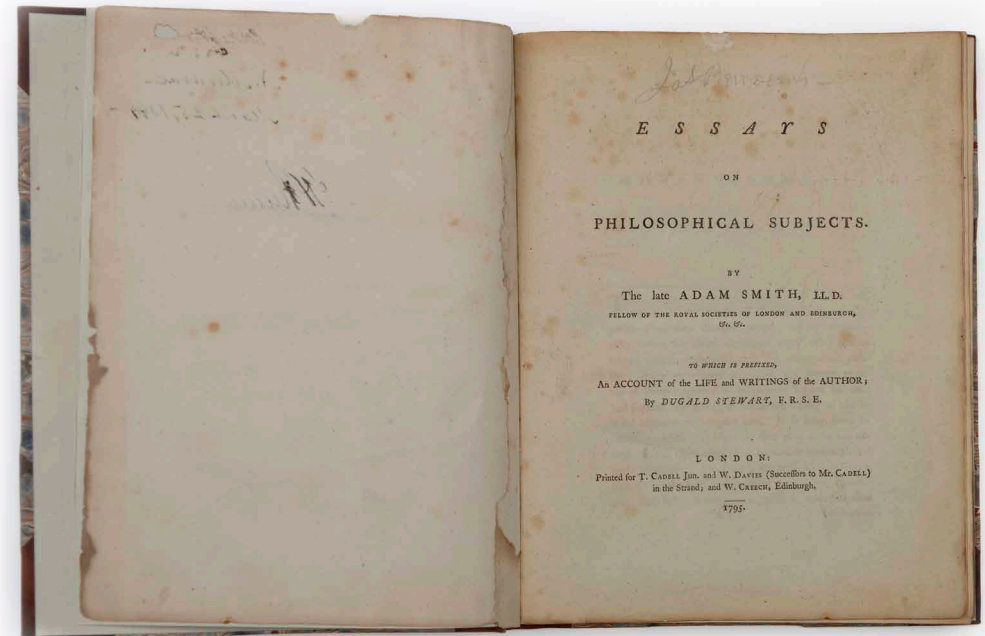 ESSAYS
ON
PHILOSOPHICAL SUBJECTS.
BY
The late ADAM SMITH, LL.D.
FELLOW OF THE ROYAL SOCIETIES OF LONDON AND EDINBURGH,
&c. &c.
TO WHICH IS PREFIXED,
An ACCOUNT of the LIFE and WRITINGS of the AUTHOR;
By DUGALD STEWART, F. R. S. E.
LONDON:
Printed for T. CADELL Jun. and W. DAVIES (Succeſſors to Mr. CADELL)
in the Strand; and W. CREECH, Edinburgh.
1795.